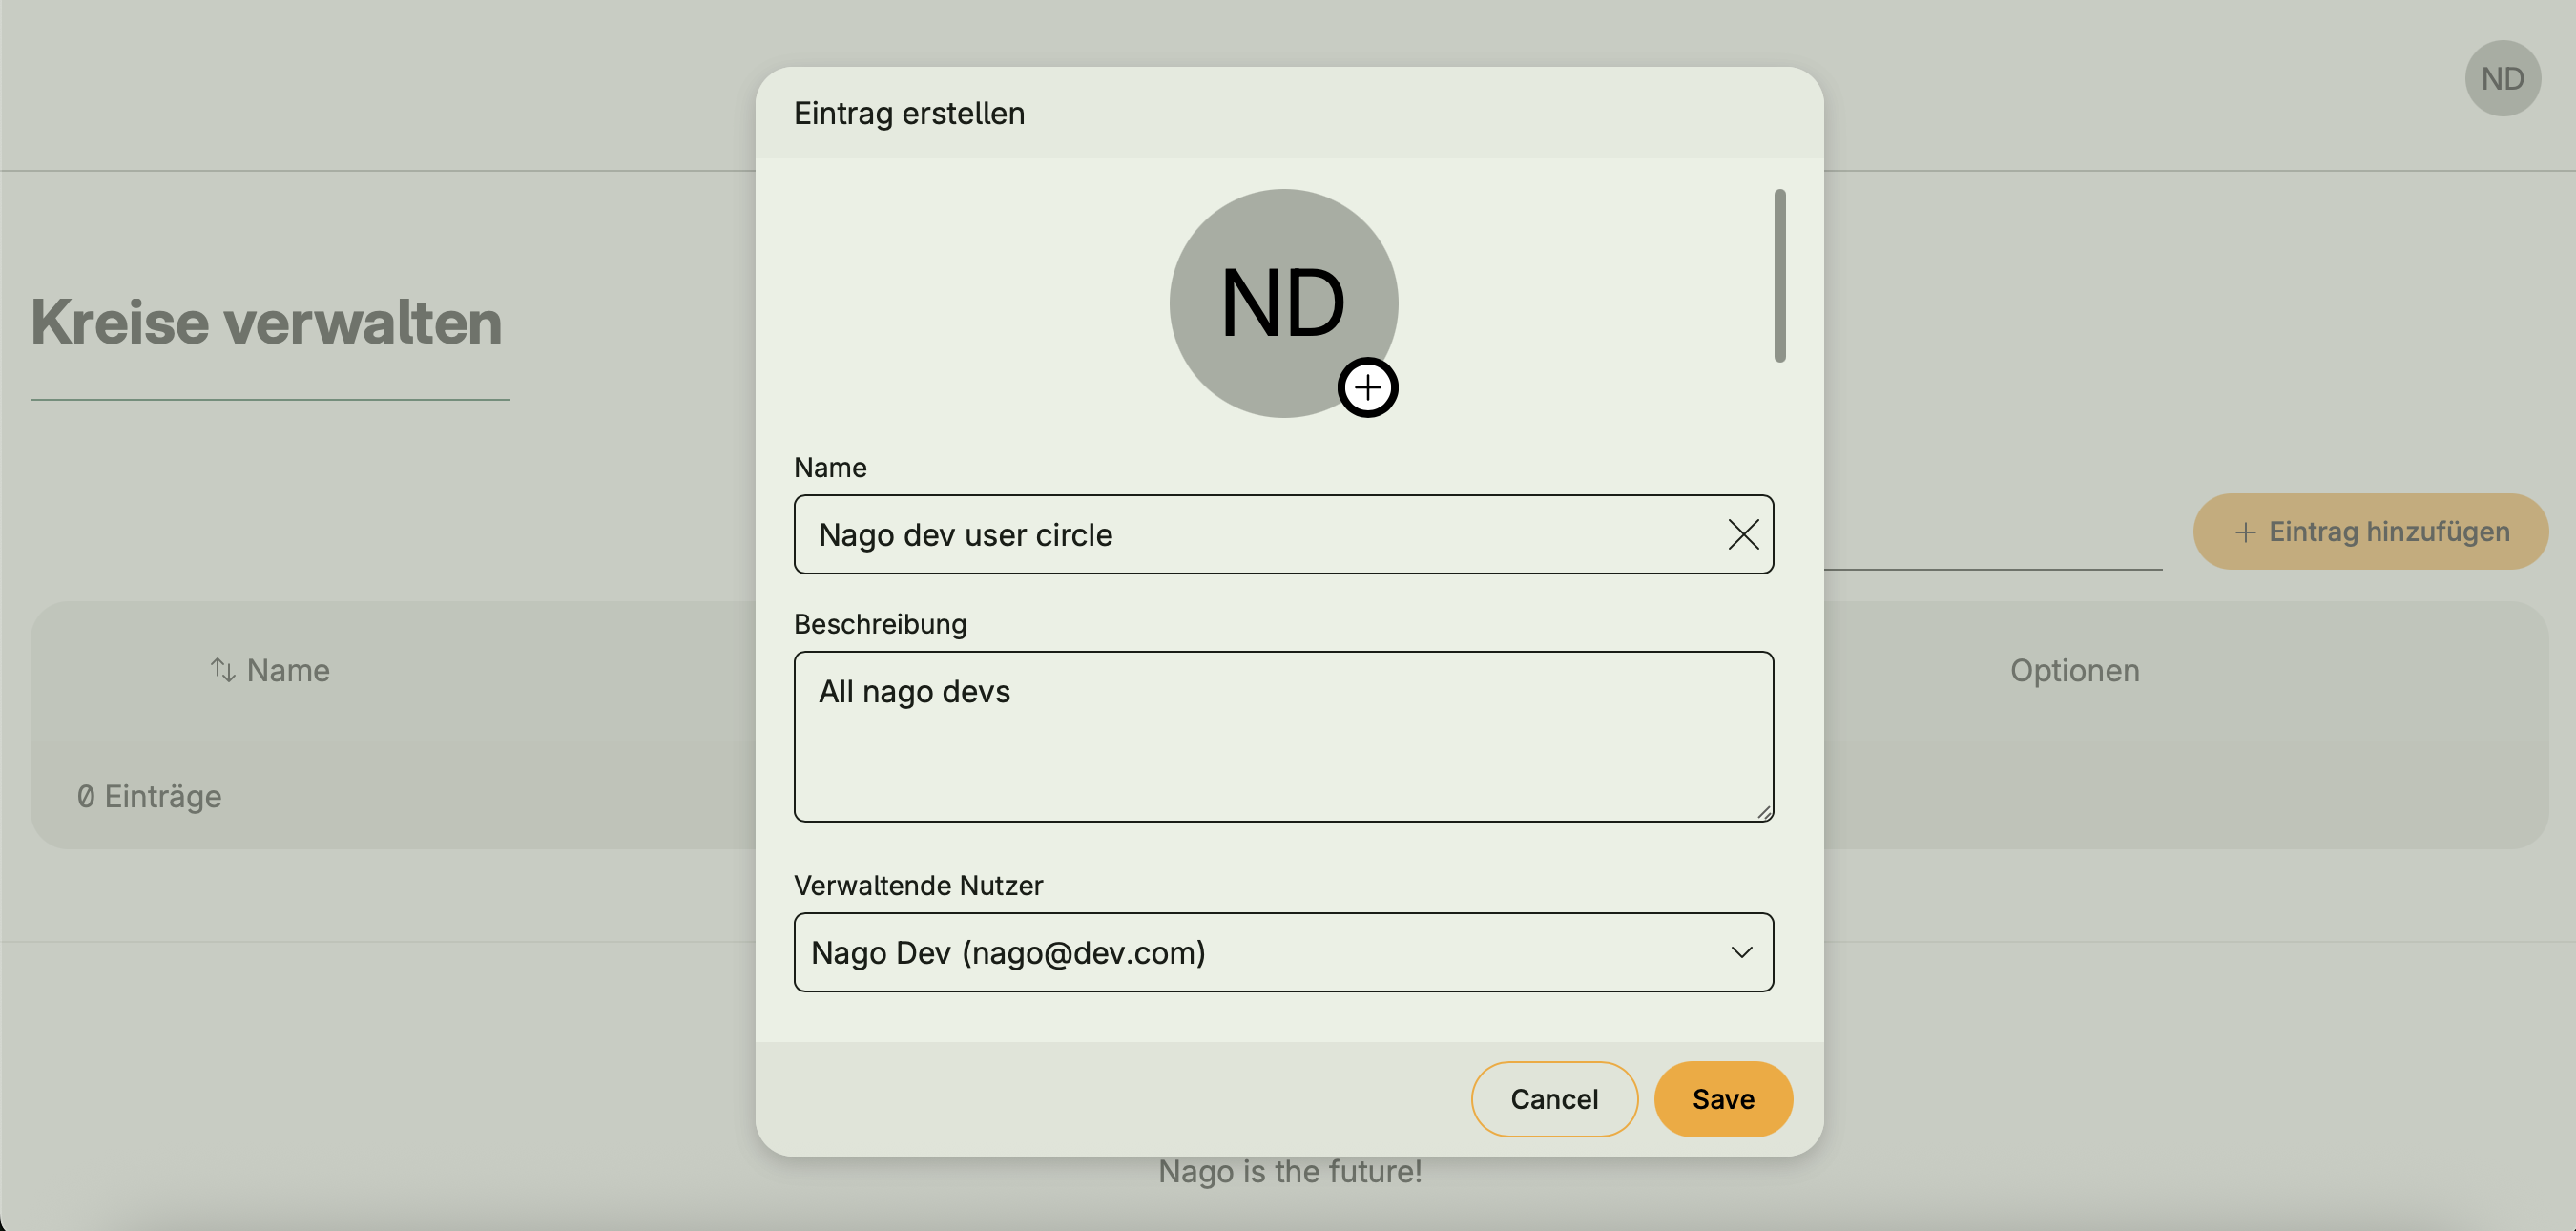 ND
Eintrag erstellen
ND
Kreise verwalten
Name
Nago dev user circle
Eintrag hinzufügen
Beschreibung
All nago devs
Name
Optionen
0 Einträge
Verwaltende Nutzer
Nago Dev (nago@dev.com)
Cancel
Save
Nago is the future!